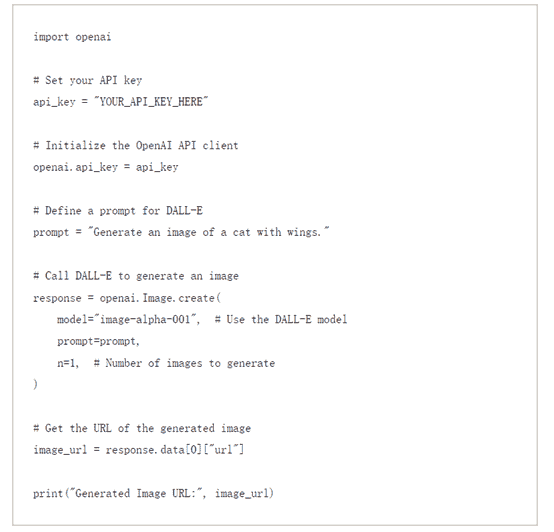 import openai
# Set your API key
api_key = "YOUR_API_KEY_HERE"
# Initialize the OpenAI API client
openai.api_key = api_key
# Define a prompt for DALL-E
prompt = "Generate an image of a cat with wings."
# Call DALL-E to generate an image
response = openai.Image.create(
    model="image-alpha-001",  # Use the DALL-E model
    prompt=prompt,
    n=1,  # Number of images to generate
)
# Get the URL of the generated image
image_url = response.data[0]["url"]
print("Generated Image URL:", image_url)